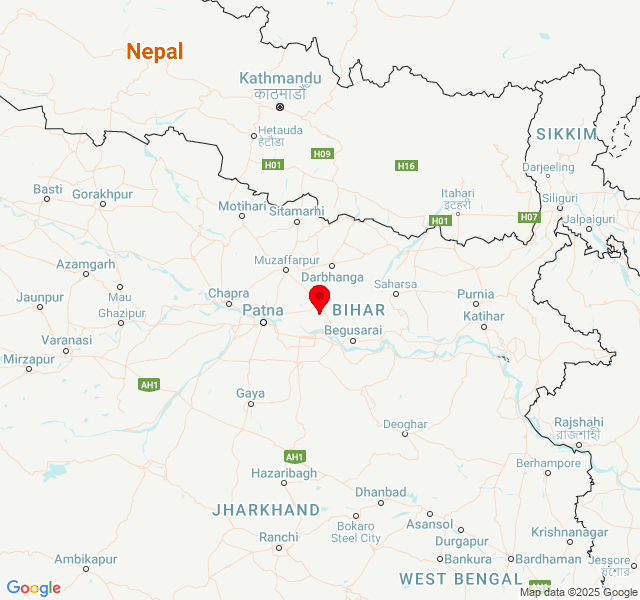 Nepal
Kathmandu
काठमाडौं
Hetauda
हेटौडा
H09
H01
H16
SIKKIM
Darjeeling
Basti
Gorakhpur
Itahari
इटहरी
Siliguri
Motihari
Sitamarhi
H01
H07
Jalpaiguri
Muzaffarpur
Azamgarh
Darbhanga
Saharsa
Mau
Chapra
Purnia
Jaunpur
Ghazipur
Patna
BIHAR
Katihar
Varanasi
Begusarai
Mirzapur
AH1
Gaya
Deoghar
Rajshahi
রাজশাহী
AH1
Berhampore
Hazaribagh
Dhanbad
JHARKHAND
Bokaro
Steel City
Asansol
Ranchi
Durgapur
Krishnanagar
Ambikapur
Bankura
Bardhaman
Jessore
যশোর
WEST BENGAL
Google
Map data ©2025 Google